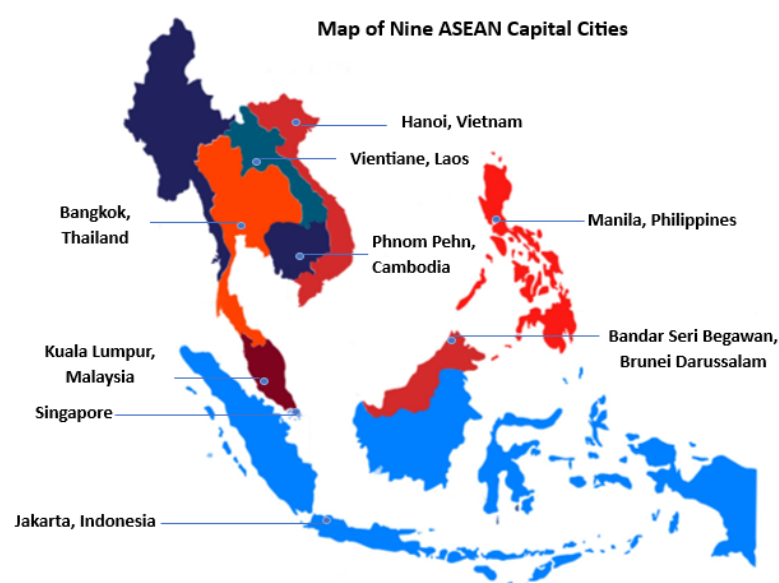 Map of Nine ASEAN Capital Cities
Hanoi, Vietnam
Vientiane, Laos
Bangkok,
Thailand
Manila, Philippines
Phnom Pehn,
Cambodia
Kuala Lumpur,
Malaysia
Bandar Seri Begawan,
Brunei Darussalam
Singapore
Jakarta, Indonesia